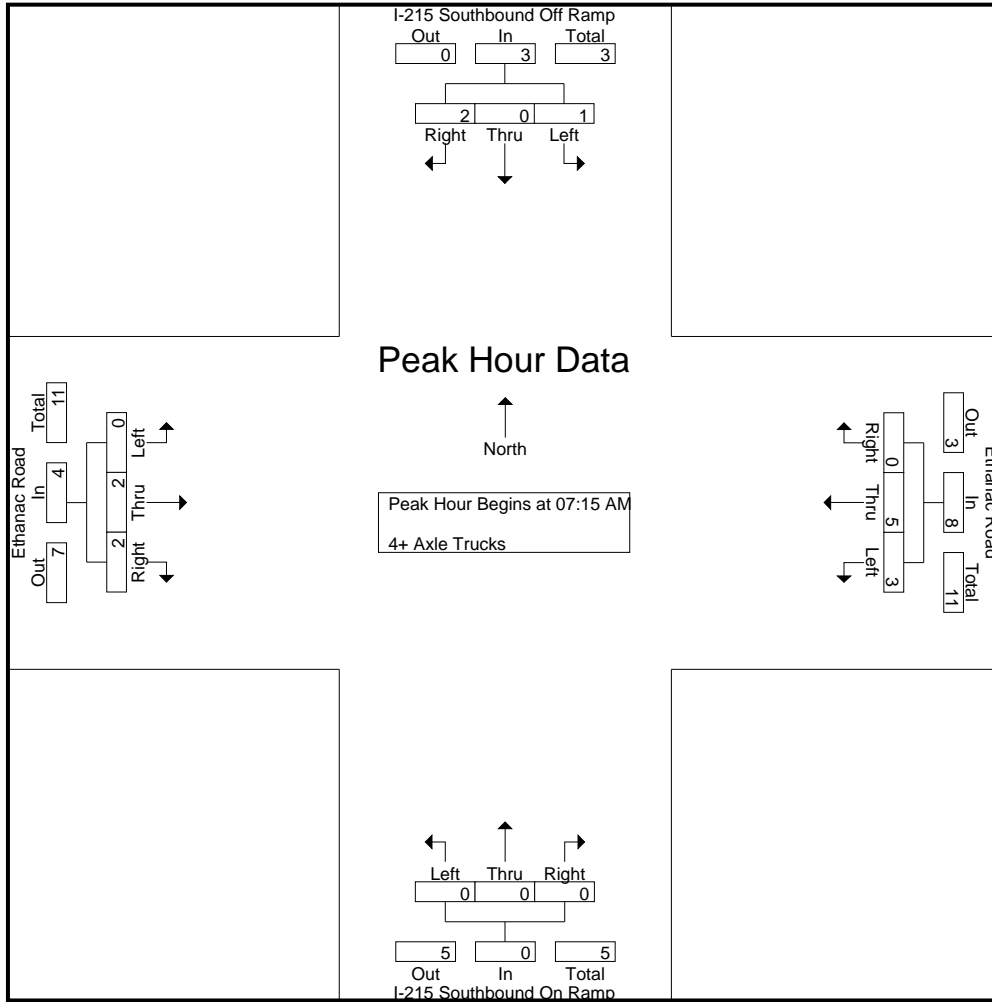 I-215 Southbound Off Ramp
Out In Total
0 3 3
2 0 1
Right Thru Left
Peak Hour Data
North
Peak Hour Begins at 07:15 AM
4+ Axle Trucks
Ethanac Road
Total In Out
11 4 7
0 2 2
Left Thru Right
Right Thru Left
0 5 3
Out In Total
3 8 11
Ethanac Road
Left Thru Right
0 0 0
5 0 5
Out In Total
I-215 Southbound On Ramp